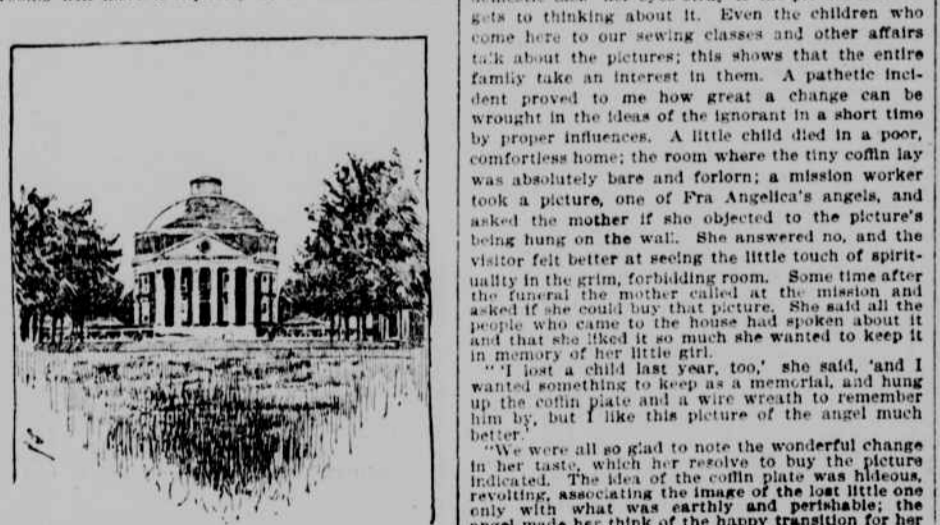 gets to thinking about it. Even the children who
come here to our sewing classes and other affairs
talk about the pictures; this shows that the entire
family take an interest in them. A pathetic inci-
dent proved to me how great a change can be
wrought in the ideas of the ignorant in a short time
by proper influences. A little child died in a poor,
comfortless home; the room where the tiny coffin lay
was absolutely bare and forlorn; a mission worker
took a picture, one of Fra Angelica's angels, and
asked the mother if she objected to the picture's
being hung on the wall. She answered no, and the
visitor felt better at seeing the little touch of spirit-
uality in the grim, forbidding room. Some time after
the funeral the mother called at the mission and
asked if she could buy that picture. She said all the
people who came to the house had spoken about it
and that she liked it so much she wanted to keep it
in memory of her little girl.
" 'I lost a child last year, too,' she said, 'and I
wanted something to keep as a memorial, and hung
up the coffin plate and a wire wreath to remember
him by, but I like this picture of the angel much
better.'
"We were all so glad to note the wonderful change
in her taste, which her resolve to buy the picture
indicated. The idea of the coffin plate was hideous,
revolting, associating the image of the lost little one
only with what was earthly and perishable; the
angel made her think of the happy transition for her